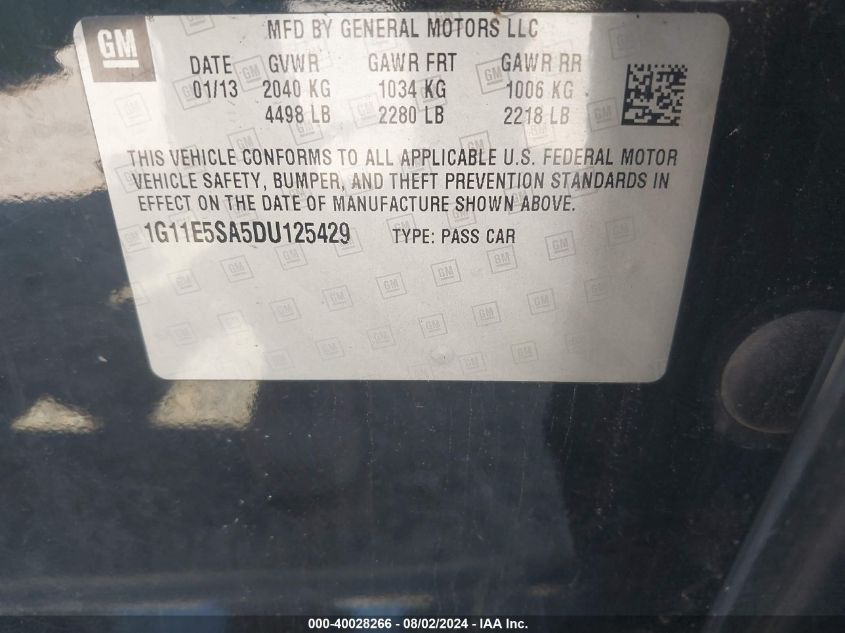 GM
MFD BY GENERAL MOTORS LLC
DATE GVWR GAWR FRT GAWR RR
01/13 2040 KG 1034 KG 1006 KG
4498 LB 2280 LB 2218 LB
THIS VEHICLE CONFORMS TO ALL APPLICABLE U.S. FEDERAL MOTOR
VEHICLE SAFETY, BUMPER, AND THEFT PREVENTION STANDARDS IN
EFFECT ON THE DATE OF MANUFACTURE SHOWN ABOVE.
1G11E5SA5DU125429 TYPE: PASS CAR
000-40028266 - 08/02/2024 - IAA Inc.